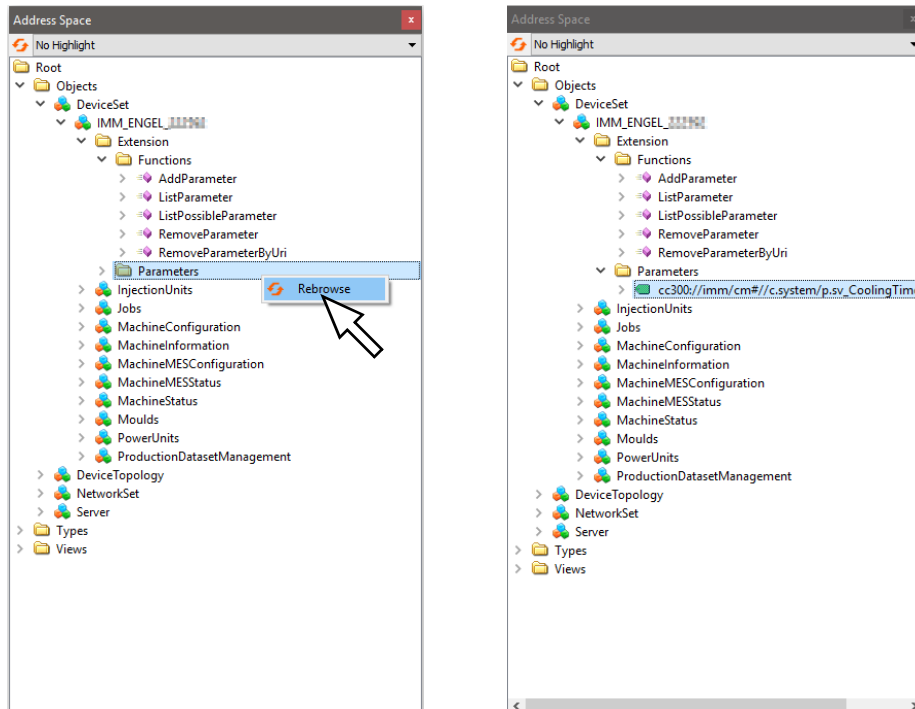 Address Space
No Highlight
Root
Objects
DeviceSet
IMM_ENGEL_
Extension
Functions
AddParameter
ListParameter
ListPossibleParameter
RemoveParameter
RemoveParameterByUri
Parameters
Rebrowse
InjectionUnits
Jobs
MachineConfiguration
MachineInformation
MachineMESConfiguration
MachineMESStatus
MachineStatus
Moulds
PowerUnits
ProductionDatasetManagement
DeviceTopology
NetworkSet
Server
Types
Views
Address Space
No Highlight
Root
Objects
DeviceSet
IMM_ENGEL_
Extension
Functions
AddParameter
ListParameter
ListPossibleParameter
RemoveParameter
RemoveParameterByUri
Parameters
cc300://imm/cm#//c.system/p.sv_CoolingTime
InjectionUnits
Jobs
MachineConfiguration
MachineInformation
MachineMESConfiguration
MachineMESStatus
MachineStatus
Moulds
PowerUnits
ProductionDatasetManagement
DeviceTopology
NetworkSet
Server
Types
Views